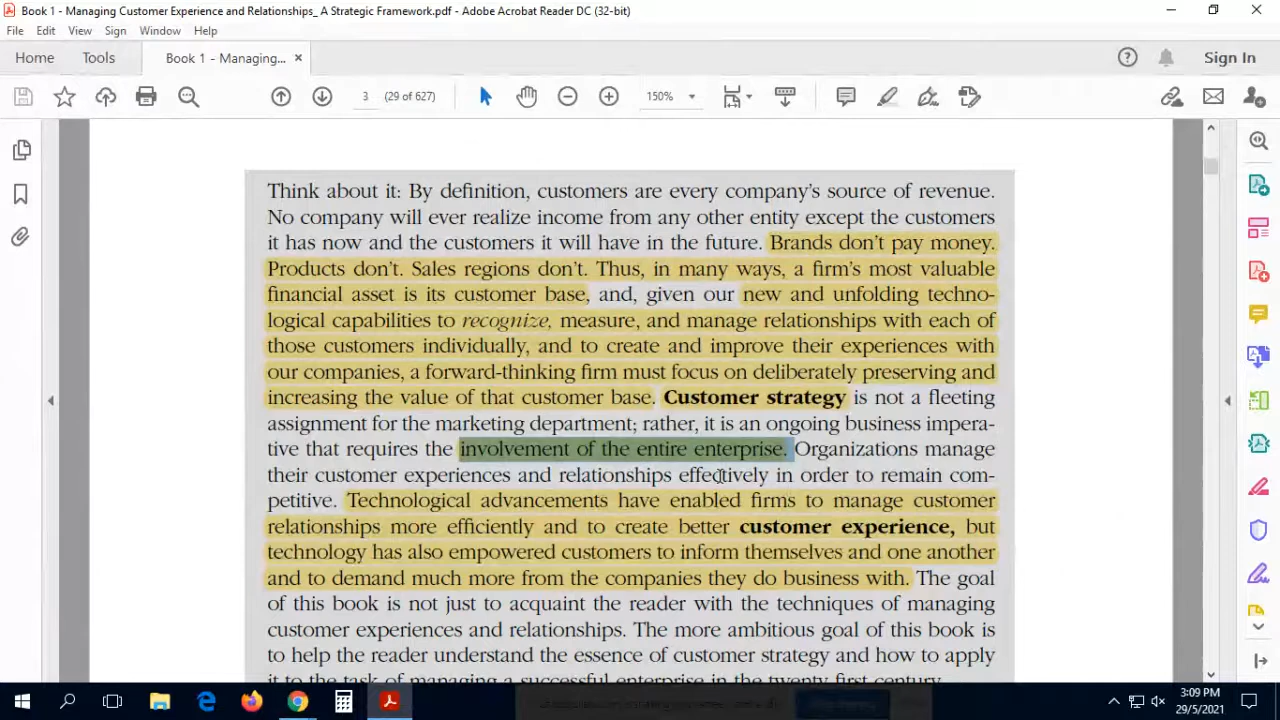 Book 1 - Managing Customer Experience and Relationships_ A Strategic Framework.pdf - Adobe Acrobat Reader DC (32-bit)
File Edit View Sign Window Help
Home Tools Book 1 - Managing... × Sign In
3 (29 of 627) 150%
Think about it: By definition, customers are every company's source of revenue.
No company will ever realize income from any other entity except the customers
it has now and the customers it will have in the future. Brands don't pay money.
Products don't. Sales regions don't. Thus, in many ways, a firm's most valuable
financial asset is its customer base, and, given our new and unfolding techno-
logical capabilities to recognize, measure, and manage relationships with each of
those customers individually, and to create and improve their experiences with
our companies, a forward-thinking firm must focus on deliberately preserving and
increasing the value of that customer base. Customer strategy is not a fleeting
assignment for the marketing department; rather, it is an ongoing business impera-
tive that requires the involvement of the entire enterprise. Organizations manage
their customer experiences and relationships effectively in order to remain com-
petitive. Technological advancements have enabled firms to manage customer
relationships more efficiently and to create better customer experience, but
technology has also empowered customers to inform themselves and one another
and to demand much more from the companies they do business with. The goal
of this book is not just to acquaint the reader with the techniques of managing
customer experiences and relationships. The more ambitious goal of this book is
to help the reader understand the essence of customer strategy and how to apply
it to the task of managing a successful enterprise in the twenty-first century.
3:09 PM
29/5/2021